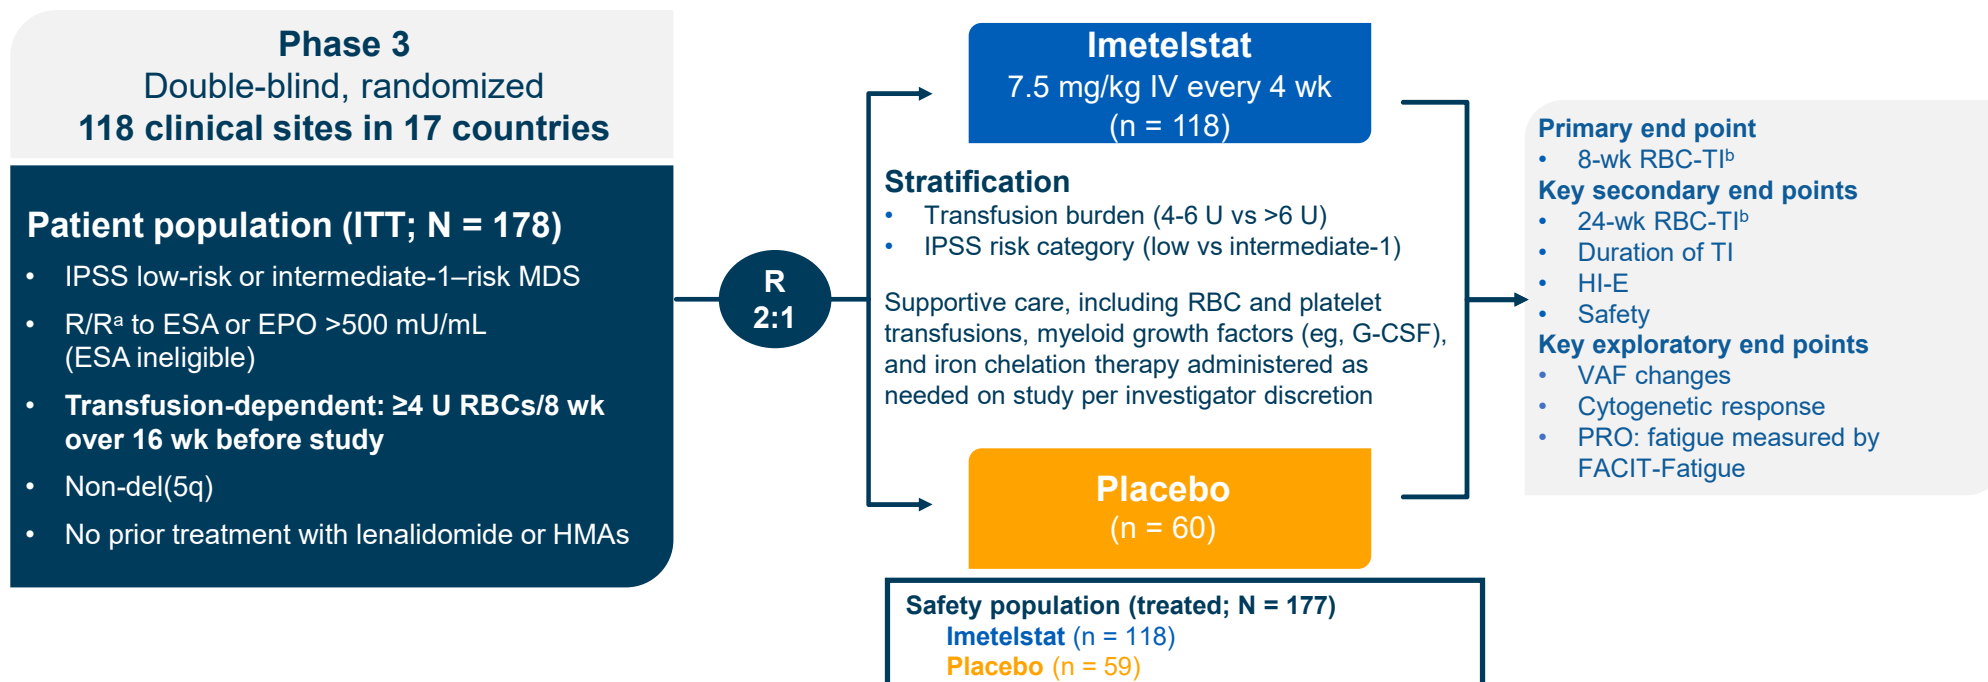 Phase 3
Double-blind, randomized
118 clinical sites in 17 countries
Patient population (ITT; N = 178)
• IPSS low-risk or intermediate-1–risk MDS
• R/Rᵃ to ESA or EPO >500 mU/mL
(ESA ineligible)
• Transfusion-dependent: ≥4 U RBCs/8 wk
over 16 wk before study
• Non-del(5q)
• No prior treatment with lenalidomide or HMAs
R
2:1
Imetelstat
7.5 mg/kg IV every 4 wk
(n = 118)
Stratification
• Transfusion burden (4-6 U vs >6 U)
• IPSS risk category (low vs intermediate-1)
Supportive care, including RBC and platelet
transfusions, myeloid growth factors (eg, G-CSF),
and iron chelation therapy administered as
needed on study per investigator discretion
Placebo
(n = 60)
Safety population (treated; N = 177)
Imetelstat (n = 118)
Placebo (n = 59)
Primary end point
• 8-wk RBC-TIᵇ
Key secondary end points
• 24-wk RBC-TIᵇ
• Duration of TI
• HI-E
• Safety
Key exploratory end points
• VAF changes
• Cytogenetic response
• PRO: fatigue measured by
FACIT-Fatigue